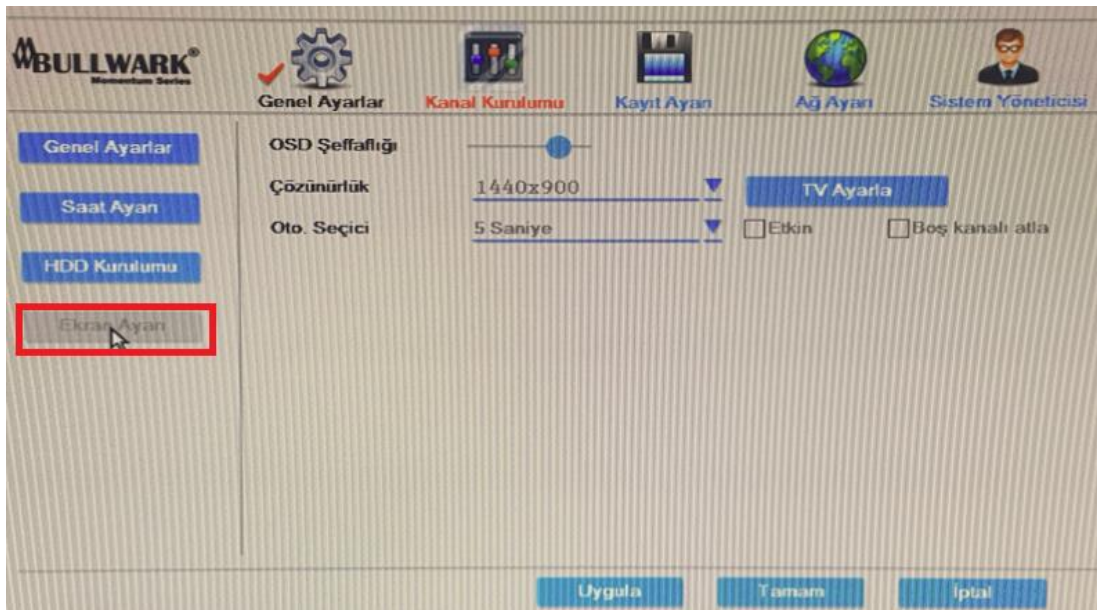 BULLWARK®
Momentum Series
Genel Ayarlar
Kanal Kurulumu
Kayıt Ayarı
Ağ Ayarı
Sistem Yöneticisi
Genel Ayarlar
Saat Ayarı
HDD Kurulumu
Ekran Ayarı
OSD Şeffaflığı
Çözünürlük 1440x900 TV Ayarla
Oto. Seçici 5 Saniye Etkin Boş kanalı atla
Uygula Tamam İptal